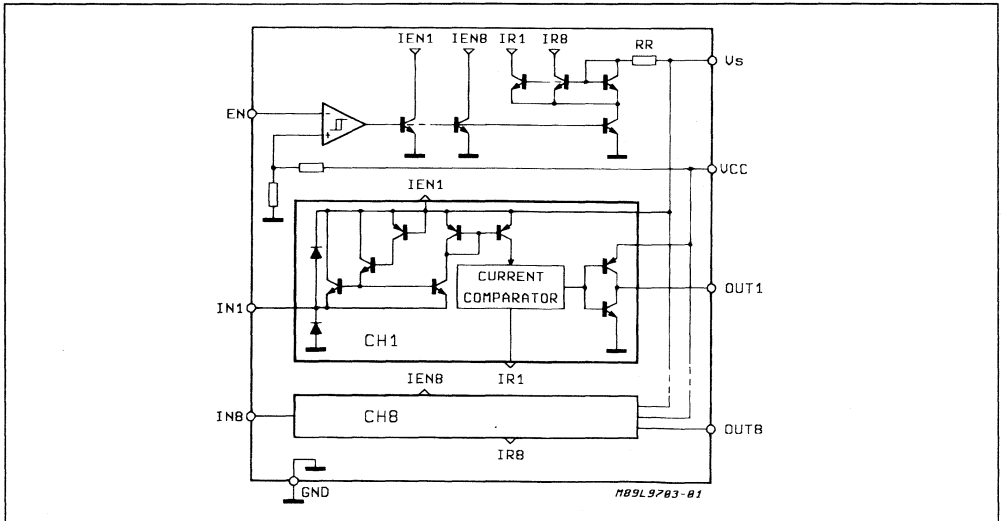 IEN1 IEN8 IR1 IR8
RR
Vs
EN
-
+
VCC
IEN1
CURRENT
COMPARATOR
OUT1
IN1
CH1
IR1
IEN8
IN8
CH8
OUT8
IR8
GND
M89L9703-01